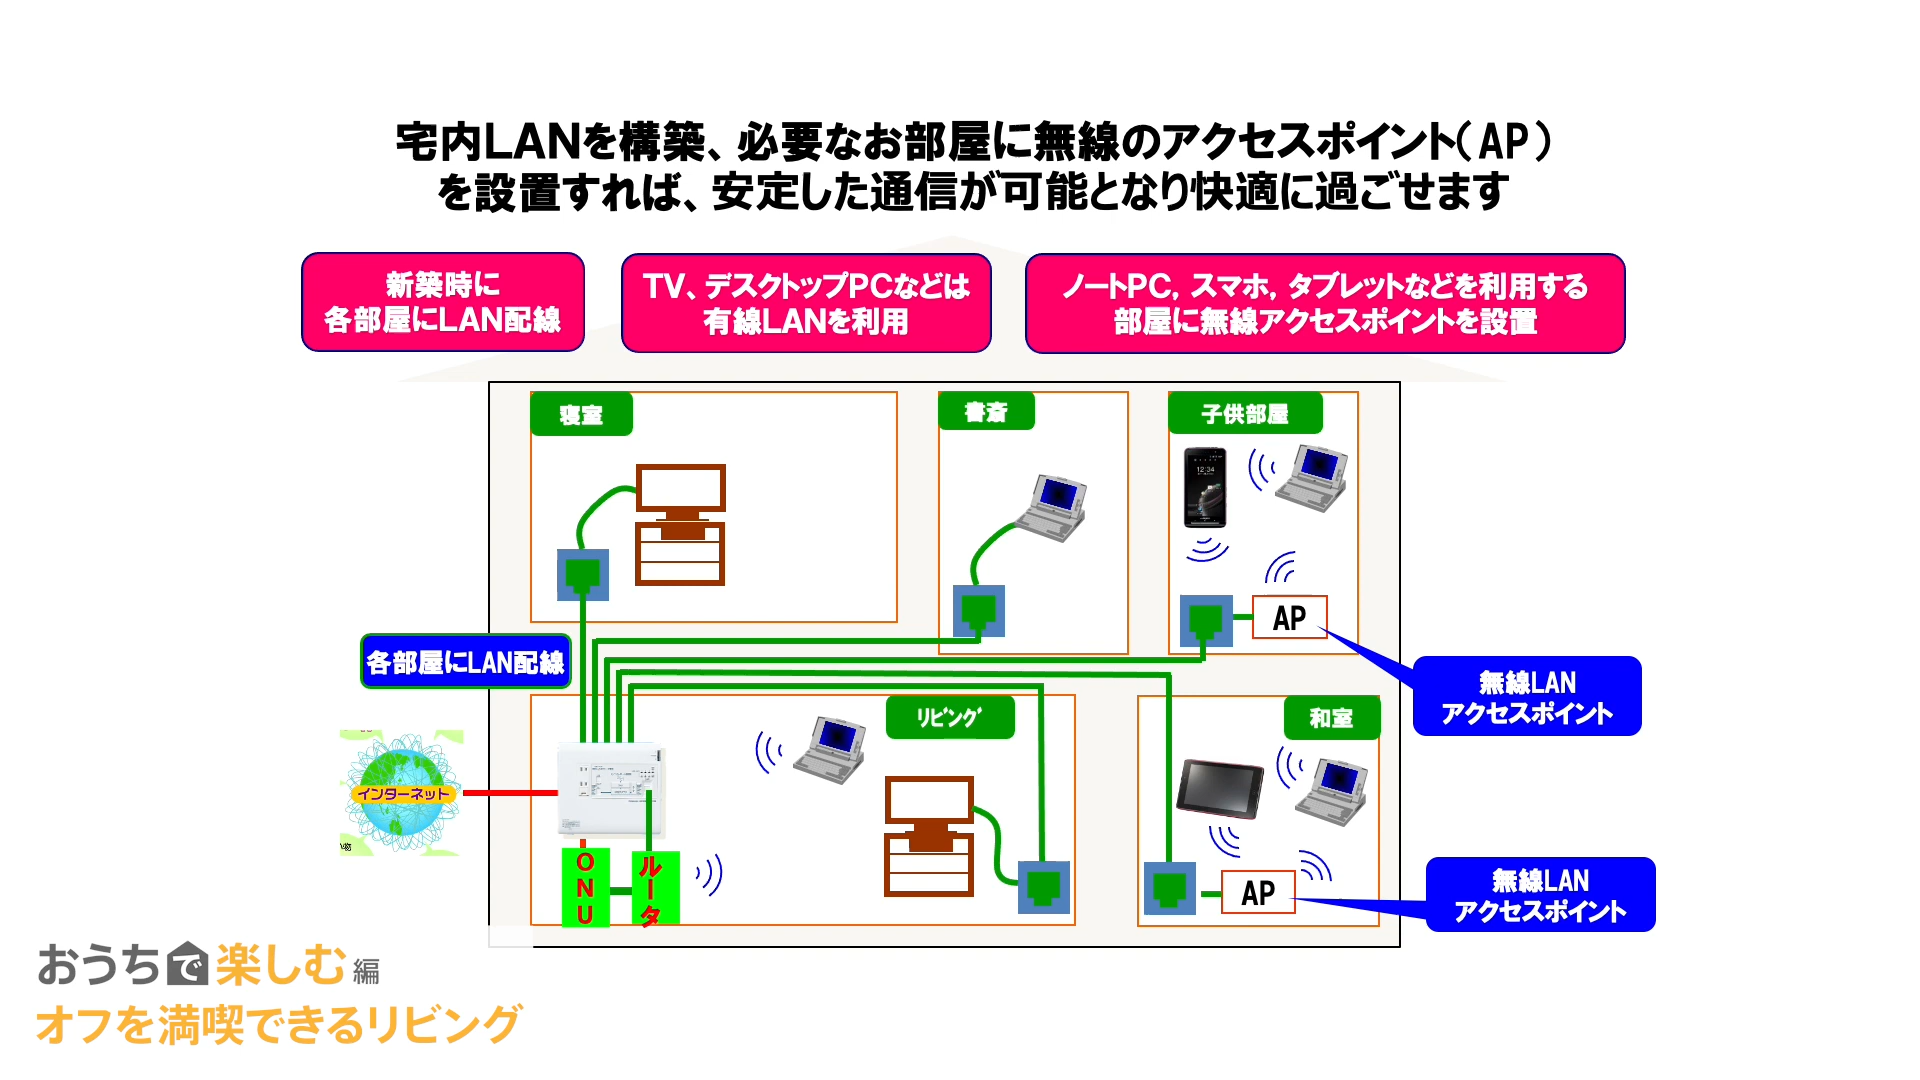 宅内LANを構築、必要なお部屋に無線のアクセスポイント（AP）
を設置すれば、安定した通信が可能となり快適に過ごせます
新築時に
各部屋にLAN配線
TV、デスクトップPCなどは
有線LANを利用
ノートPC，スマホ，タブレットなどを利用する
部屋に無線アクセスポイントを設置
寝室
書斎
子供部屋
12:34
AP
各部屋にLAN配線
無線LAN
アクセスポイント
リビング
和室
インターネット
ONU
ルータ
AP
無線LAN
アクセスポイント
おうちで楽しむ編
オフを満喫できるリビング